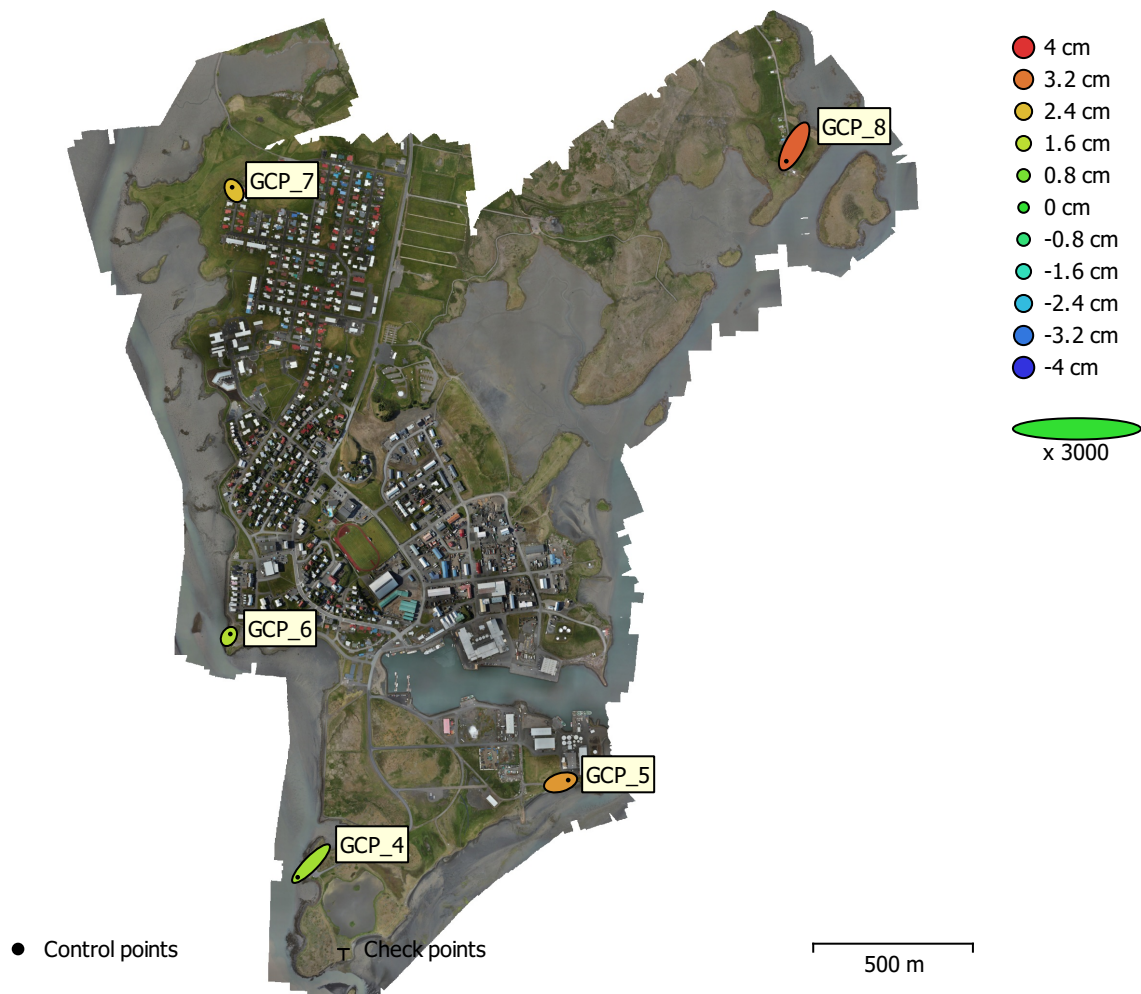 4 cm
3.2 cm
2.4 cm
1.6 cm
0.8 cm
0 cm
-0.8 cm
-1.6 cm
-2.4 cm
-3.2 cm
-4 cm
x 3000
GCP_8
GCP_7
GCP_6
GCP_5
GCP_4
Control points
Check points
500 m